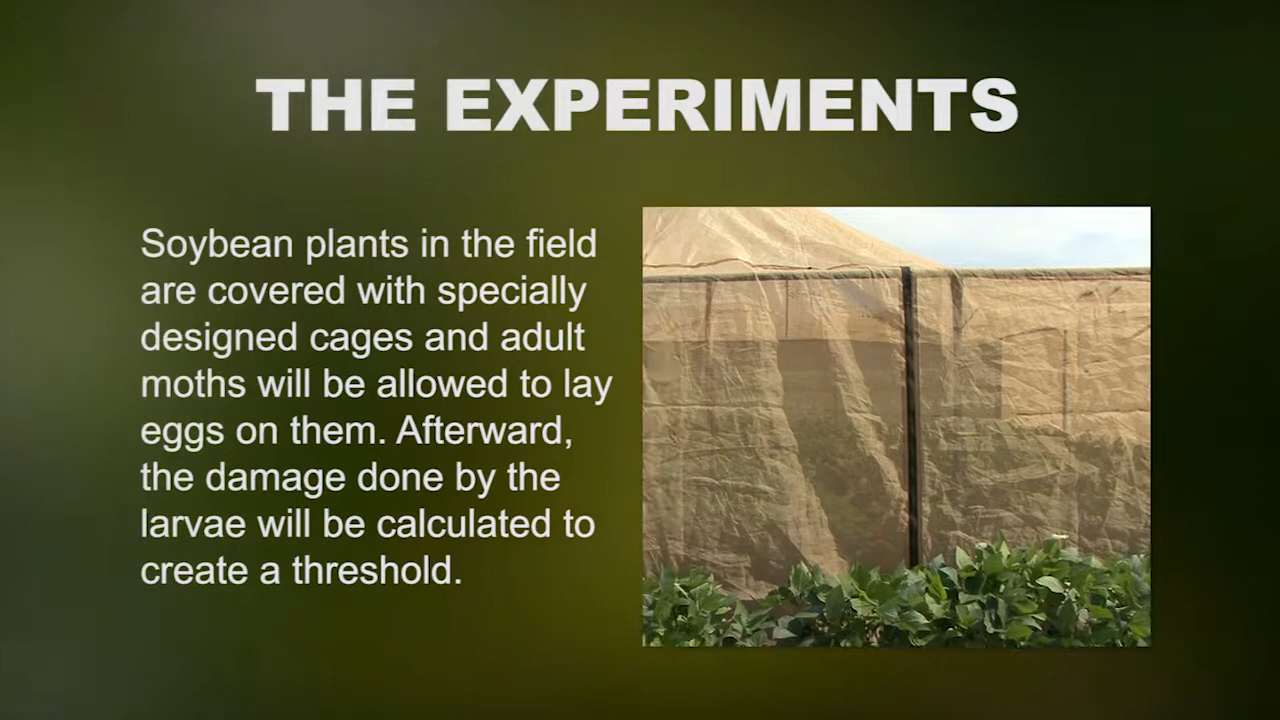 THE EXPERIMENTS
Soybean plants in the field
are covered with specially
designed cages and adult
moths will be allowed to lay
eggs on them. Afterward,
the damage done by the
larvae will be calculated to
create a threshold.